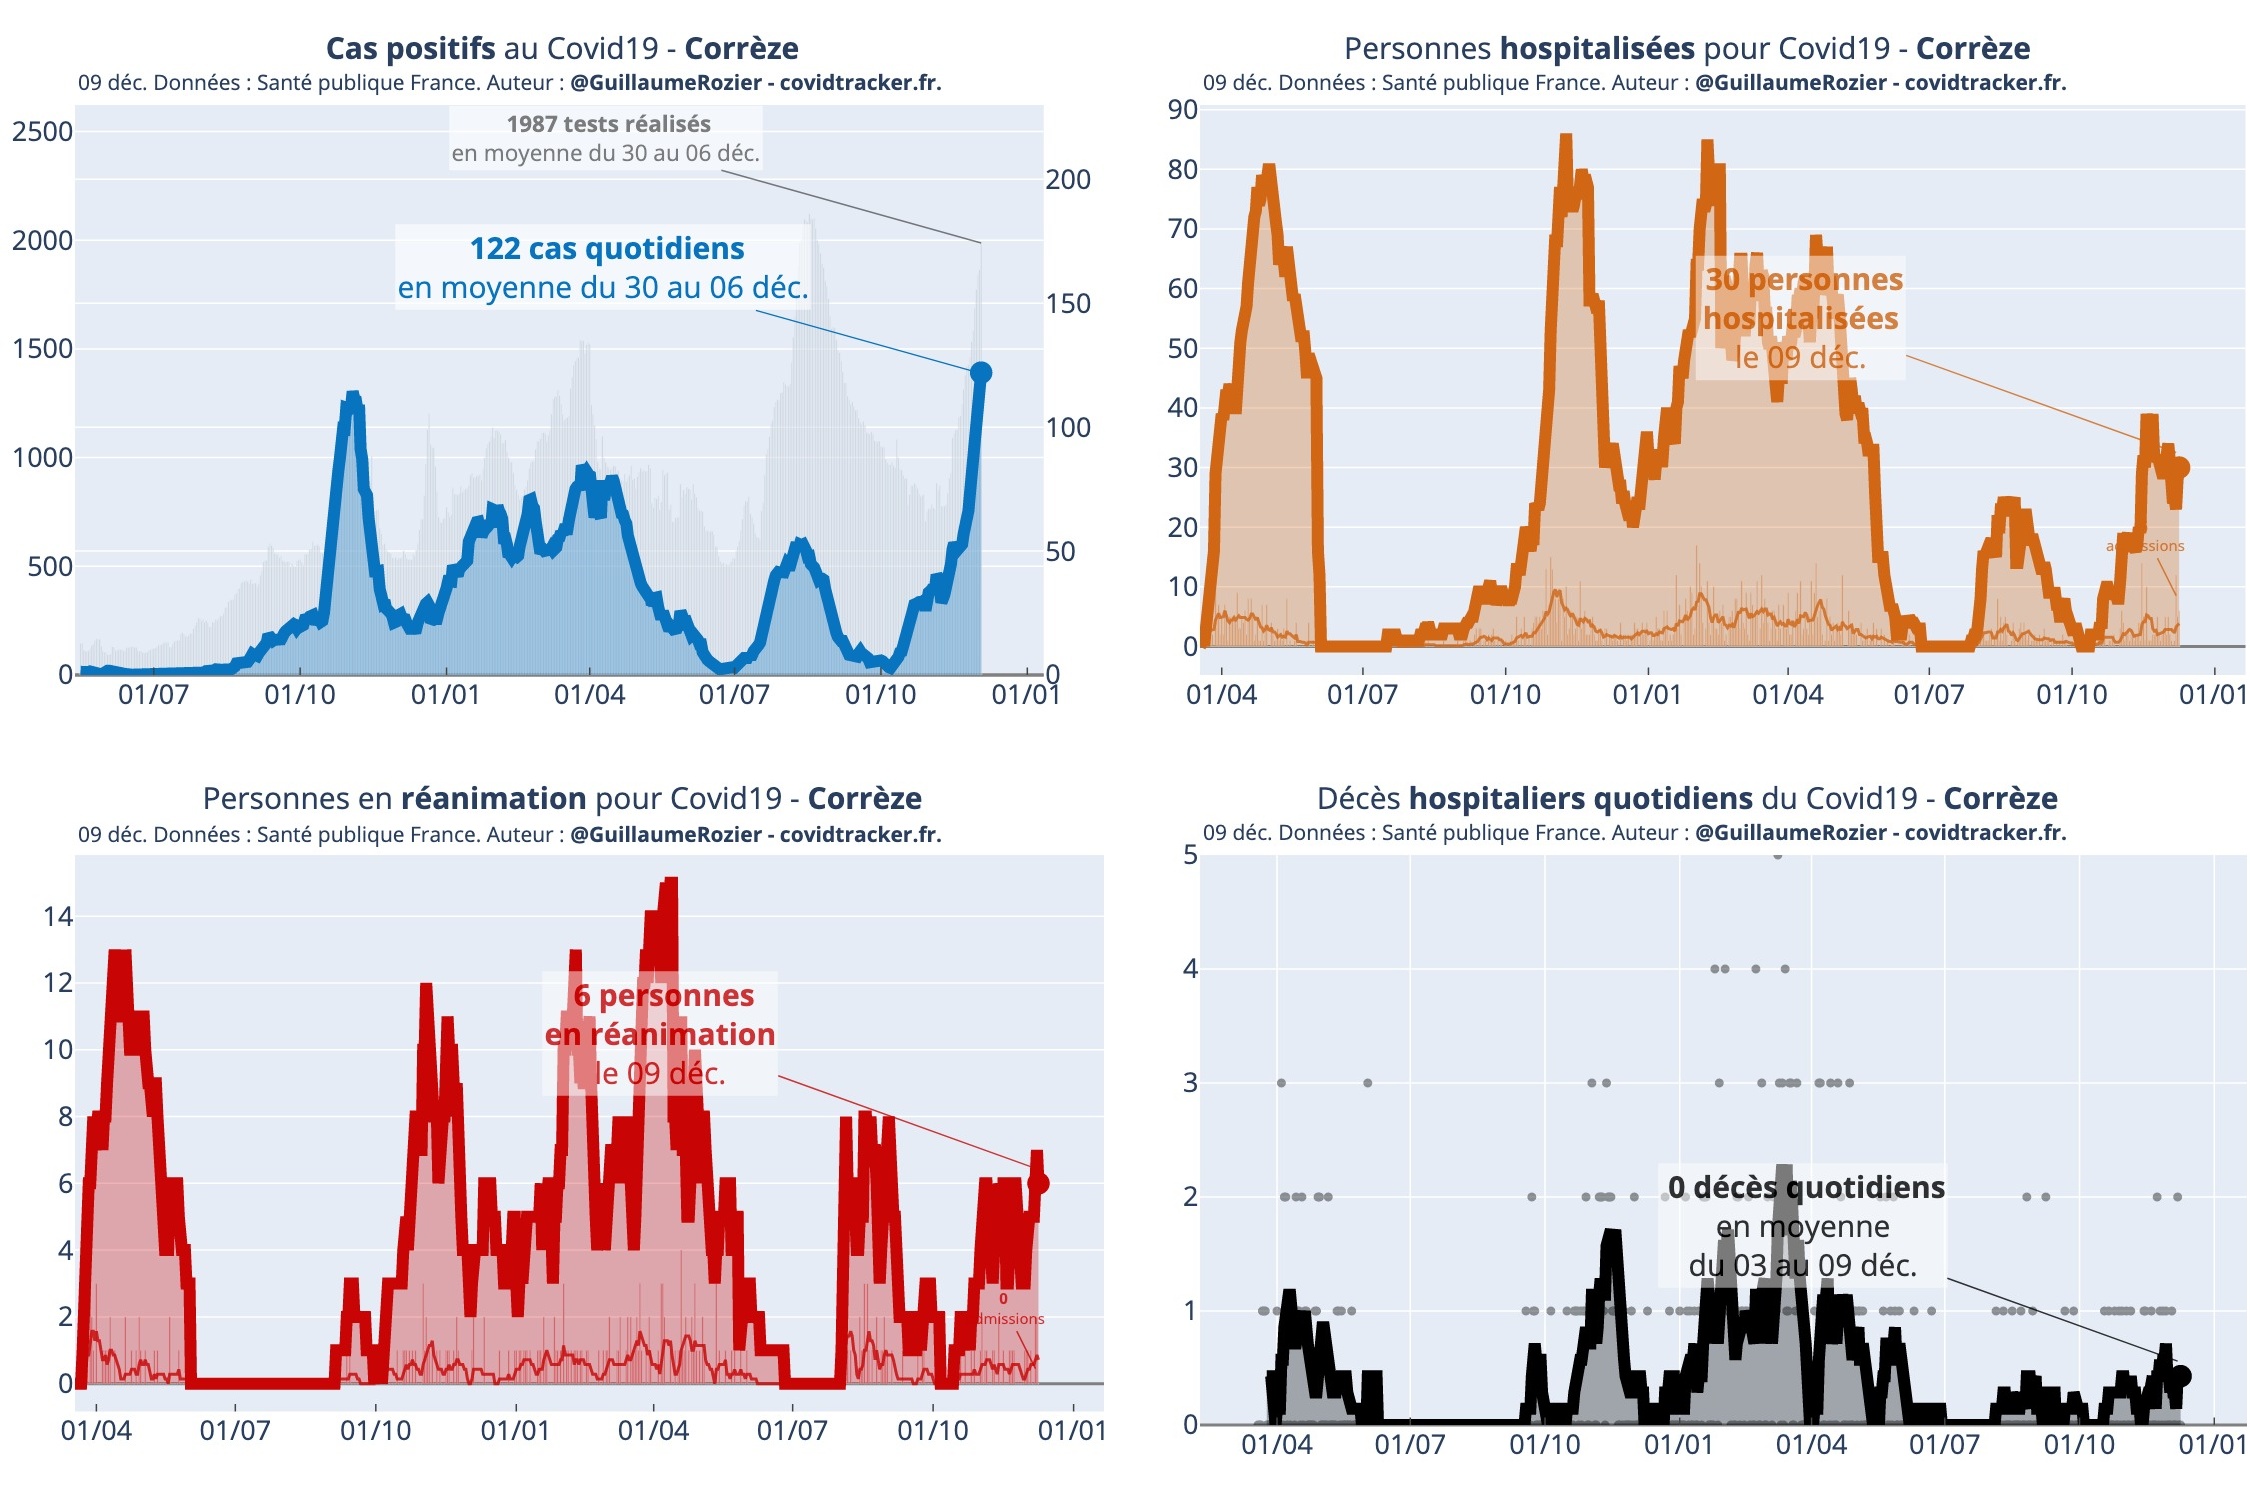 Cas positifs au Covid19 - Corrèze
09 déc. Données : Santé publique France. Auteur : @GuillaumeRozier - covidtracker.fr.
1987 tests réalisés
en moyenne du 30 au 06 déc.
122 cas quotidiens
en moyenne du 30 au 06 déc.
2500
2000
1500
1000
500
0
200
150
100
50
0
01/07 01/10 01/01 01/04 01/07 01/10 01/01
Personnes hospitalisées pour Covid19 - Corrèze
09 déc. Données : Santé publique France. Auteur : @GuillaumeRozier - covidtracker.fr.
90
80
70
60
50
40
30
20
10
0
30 personnes
hospitalisées
le 09 déc.
01/04 01/07 01/10 01/01 01/04 01/07 01/10 01/01
Personnes en réanimation pour Covid19 - Corrèze
09 déc. Données : Santé publique France. Auteur : @GuillaumeRozier - covidtracker.fr.
14
12
10
8
6
4
2
0
6 personnes
en réanimation
le 09 déc.
0
01/04 01/07 01/10 01/01 01/04 01/07 01/10 01/01
Décès hospitaliers quotidiens du Covid19 - Corrèze
09 déc. Données : Santé publique France. Auteur : @GuillaumeRozier - covidtracker.fr.
5
4
3
2
1
0
0 décès quotidiens
en moyenne
du 03 au 09 déc.
01/04 01/07 01/10 01/01 01/04 01/07 01/10 01/01